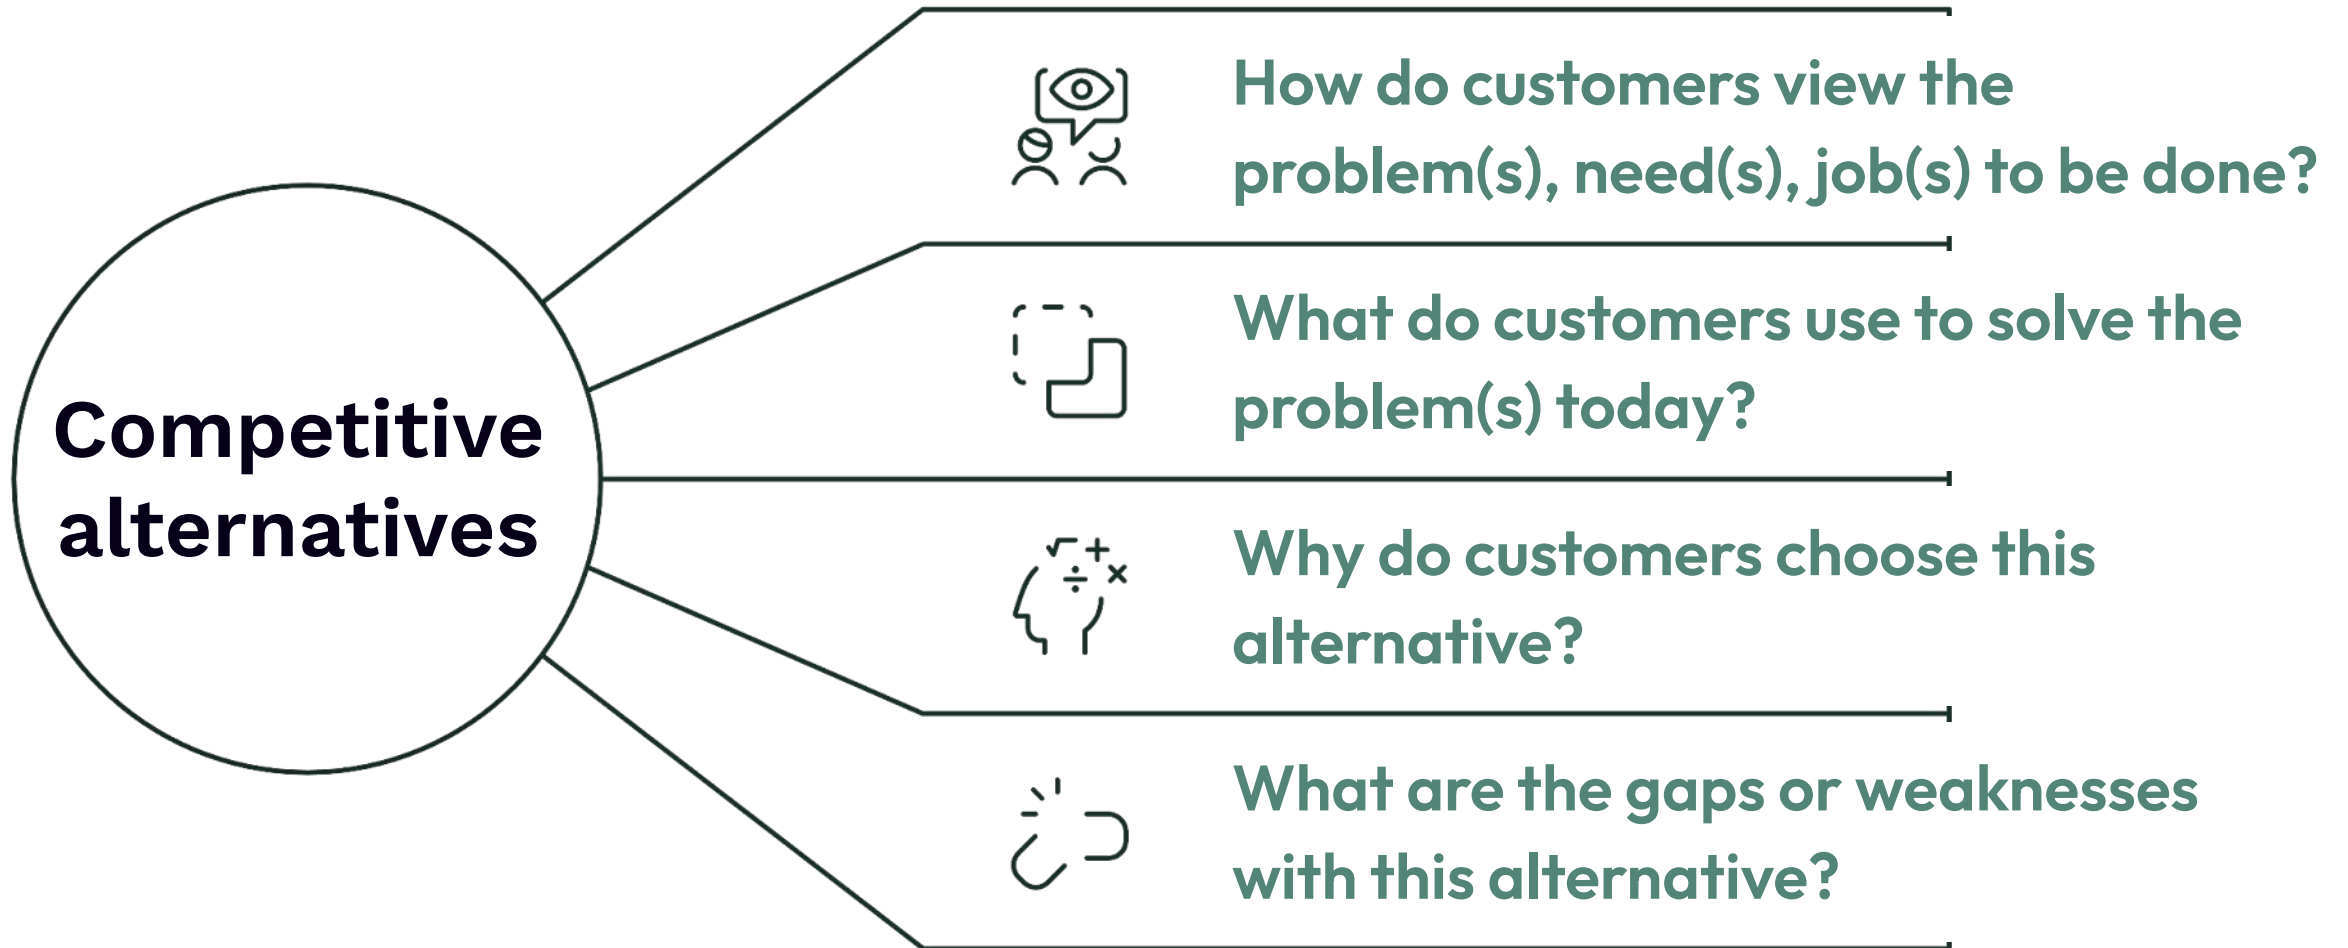 Competitive
alternatives
How do customers view the
problem(s), need(s), job(s) to be done?
What do customers use to solve the
problem(s) today?
Why do customers choose this
alternative?
What are the gaps or weaknesses
with this alternative?